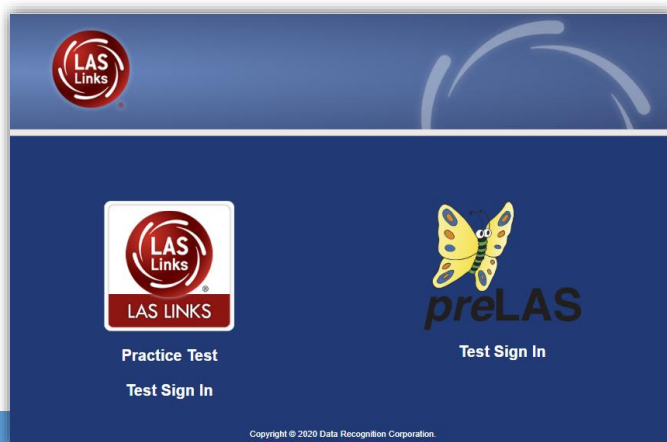 LAS
Links
®
LAS
Links
®
LAS LINKS
Practice Test
Test Sign In
preLAS
Test Sign In
Copyright © 2020 Data Recognition Corporation.